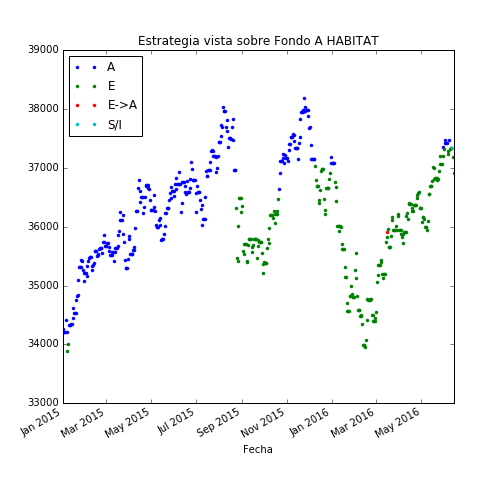 Estrategia vista sobre Fondo A HABITAT
39000
38000
37000
36000
35000
34000
33000
A
E
E->A
S/I
Jan 2015
Mar 2015
May 2015
Jul 2015
Sep 2015
Nov 2015
Jan 2016
Mar 2016
May 2016
Fecha